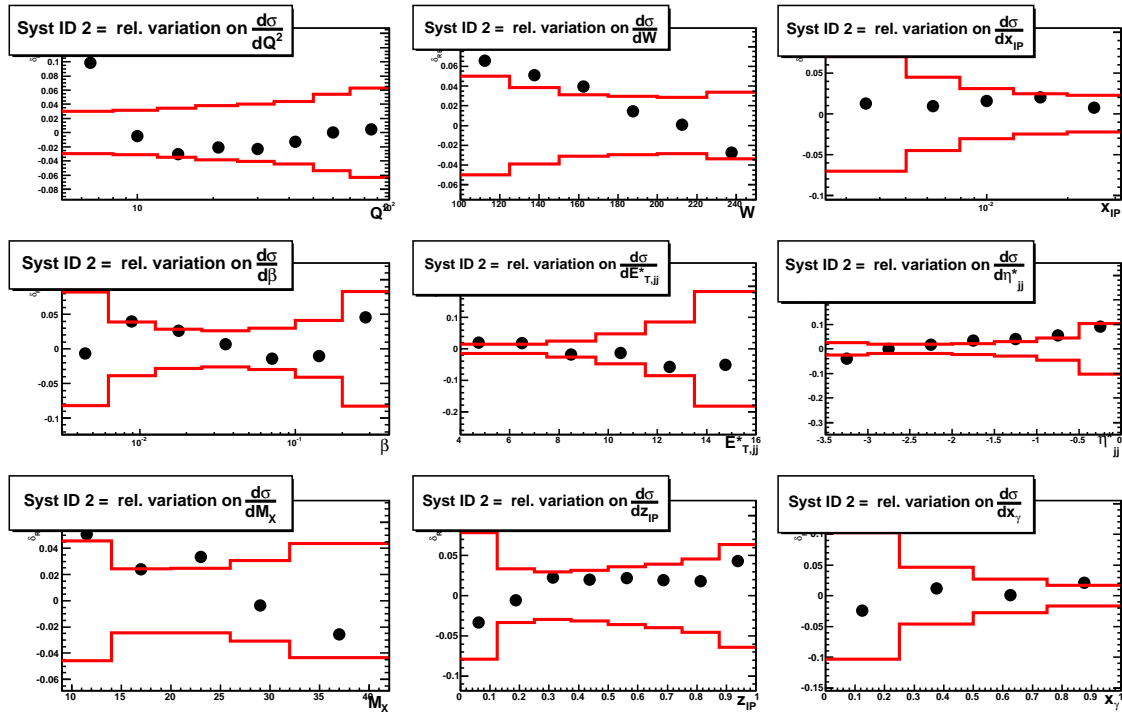 Syst ID 2 = rel. variation on dσ/dQ²
0.1
0.08
0.06
0.04
0.02
0
-0.02
-0.04
-0.06
-0.08
10
Q²
Syst ID 2 = rel. variation on dσ/dW
0.06
0.04
0.02
0
-0.02
-0.04
-0.06
100 120 140 160 180 200 220 240
W
Syst ID 2 = rel. variation on dσ/dx_IP
0.05
0
-0.05
-0.1
10⁻²
x_IP
Syst ID 2 = rel. variation on dσ/dβ
0.05
0
-0.05
-0.1
10⁻² 10⁻¹
β
Syst ID 2 = rel. variation on dσ/dE*_T,jj
0.1
0
-0.1
-0.2
4 6 8 10 12 14 16
E*_T,jj
Syst ID 2 = rel. variation on dσ/dη*_jj
0.1
0
-0.1
-0.2
-0.3
-3.5 -3 -2.5 -2 -1.5 -1 -0.5 0
η*_jj
Syst ID 2 = rel. variation on dσ/dM_X
0.04
0.02
0
-0.02
-0.04
-0.06
10 15 20 25 30 35 40
M_X
Syst ID 2 = rel. variation on dσ/dz_IP
0.05
0
-0.05
-0.1
0 0.1 0.2 0.3 0.4 0.5 0.6 0.7 0.8 0.9 1
z_IP
Syst ID 2 = rel. variation on dσ/dx_γ
0.1
0.05
0
-0.05
-0.1
-0.15
0 0.1 0.2 0.3 0.4 0.5 0.6 0.7 0.8 0.9 1
x_γ